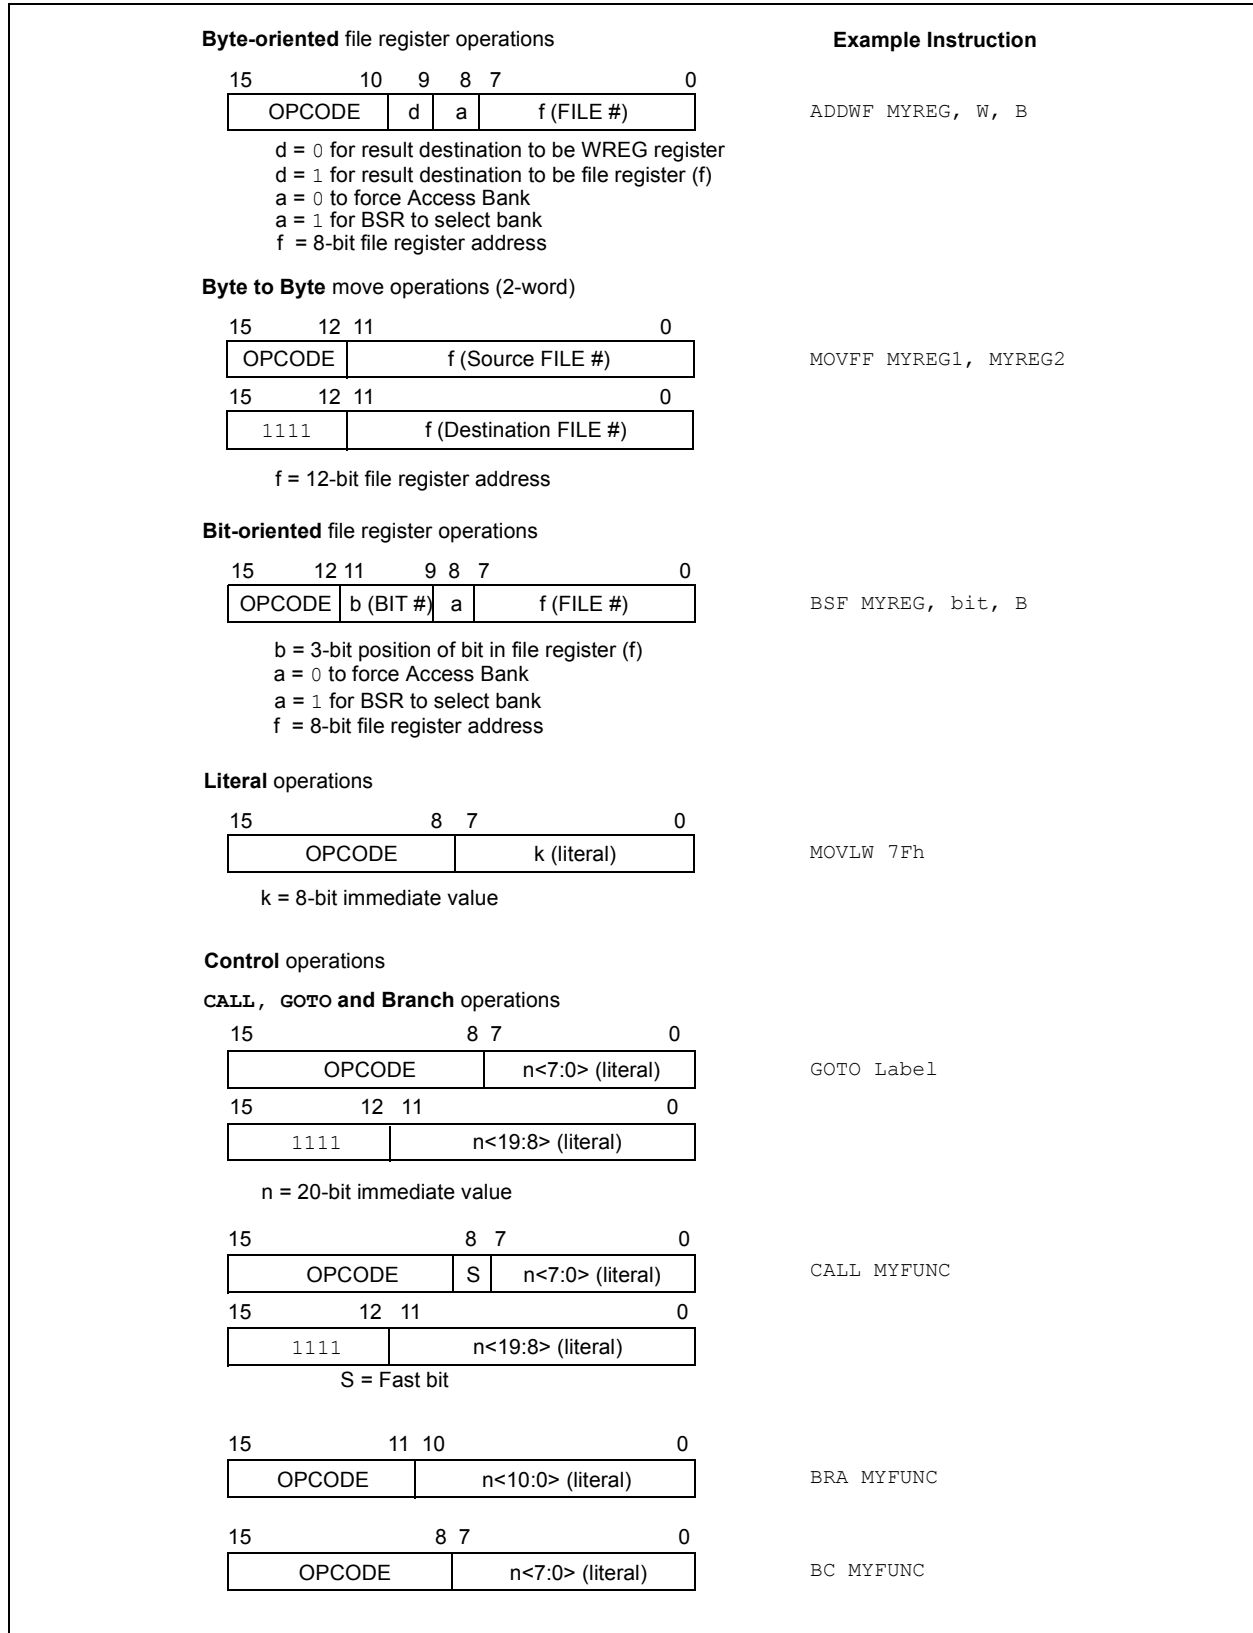 Byte-oriented file register operations Example Instruction
15 10 9 8 7 0
OPCODE d a f (FILE #) ADDWF MYREG, W, B
d = 0 for result destination to be WREG register
d = 1 for result destination to be file register (f)
a = 0 to force Access Bank
a = 1 for BSR to select bank
f = 8-bit file register address
Byte to Byte move operations (2-word)
15 12 11 0
OPCODE f (Source FILE #) MOVFF MYREG1, MYREG2
15 12 11 0
1111 f (Destination FILE #)
f = 12-bit file register address
Bit-oriented file register operations
15 12 11 9 8 7 0
OPCODE b (BIT #) a f (FILE #) BSF MYREG, bit, B
b = 3-bit position of bit in file register (f)
a = 0 to force Access Bank
a = 1 for BSR to select bank
f = 8-bit file register address
Literal operations
15 8 7 0
OPCODE k (literal) MOVLW 7Fh
k = 8-bit immediate value
Control operations
CALL, GOTO and Branch operations
15 8 7 0
OPCODE n<7:0> (literal) GOTO Label
15 12 11 0
1111 n<19:8> (literal)
n = 20-bit immediate value
15 8 7 0
OPCODE S n<7:0> (literal) CALL MYFUNC
15 12 11 0
1111 n<19:8> (literal)
S = Fast bit
15 11 10 0
OPCODE n<10:0> (literal) BRA MYFUNC
15 8 7 0
OPCODE n<7:0> (literal) BC MYFUNC